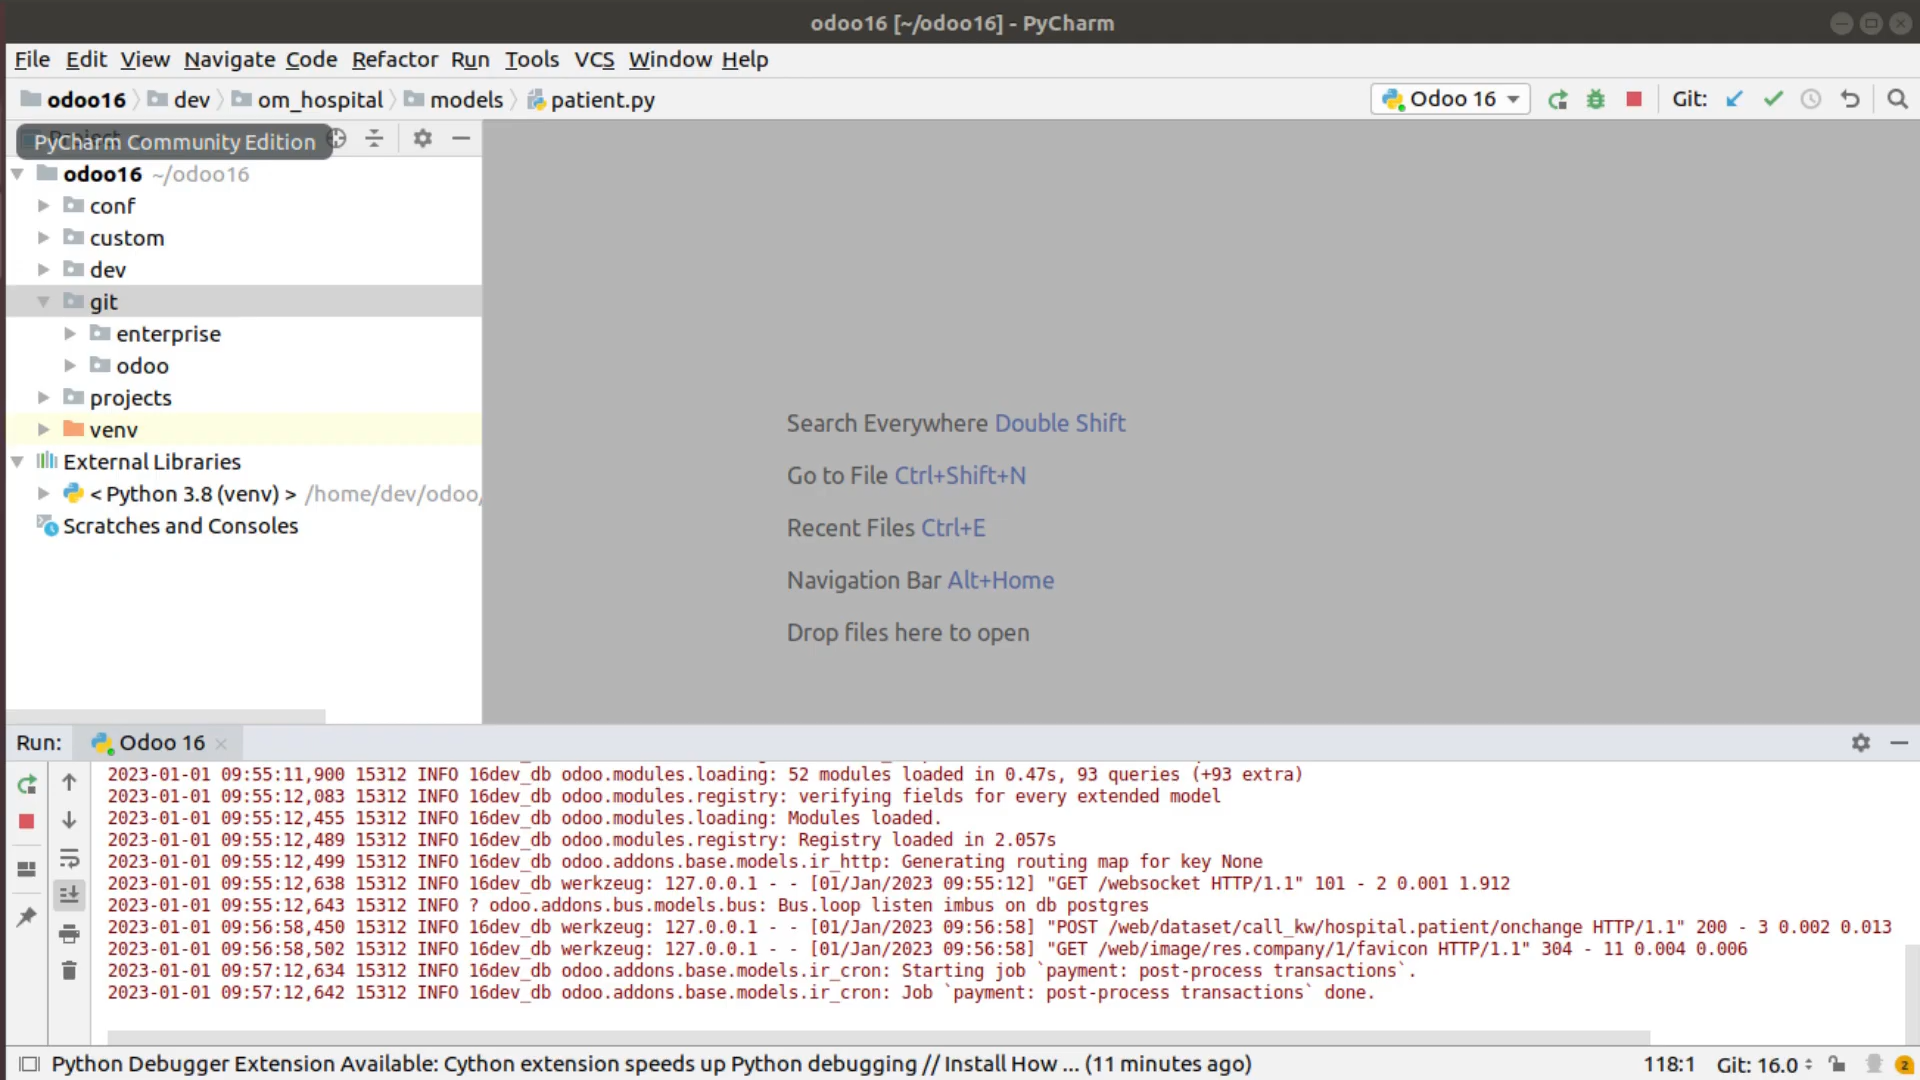 odoo16 [~/odoo16] - PyCharm
File Edit View Navigate Code Refactor Run Tools VCS Window Help
odoo16 dev om_hospital models patient.py Odoo 16 Git:
PyCharm Community Edition
odoo16 ~/odoo16
conf
custom
dev
git
enterprise
odoo
projects
venv
External Libraries
< Python 3.8 (venv) > /home/dev/odoo/
Scratches and Consoles
Search Everywhere Double Shift
Go to File Ctrl+Shift+N
Recent Files Ctrl+E
Navigation Bar Alt+Home
Drop files here to open
Run: Odoo 16
2023-01-01 09:55:11,900 15312 INFO 16dev_db odoo.modules.loading: 52 modules loaded in 0.47s, 93 queries (+93 extra)
2023-01-01 09:55:12,083 15312 INFO 16dev_db odoo.modules.registry: verifying fields for every extended model
2023-01-01 09:55:12,455 15312 INFO 16dev_db odoo.modules.loading: Modules loaded.
2023-01-01 09:55:12,489 15312 INFO 16dev_db odoo.modules.registry: Registry loaded in 2.057s
2023-01-01 09:55:12,499 15312 INFO 16dev_db odoo.addons.base.models.ir_http: Generating routing map for key None
2023-01-01 09:55:12,638 15312 INFO 16dev_db werkzeug: 127.0.0.1 - - [01/Jan/2023 09:55:12] "GET /websocket HTTP/1.1" 101 - 2 0.001 1.912
2023-01-01 09:55:12,643 15312 INFO ? odoo.addons.bus.models.bus: Bus.loop listen imbus on db postgres
2023-01-01 09:56:58,450 15312 INFO 16dev_db werkzeug: 127.0.0.1 - - [01/Jan/2023 09:56:58] "POST /web/dataset/call_kw/hospital.patient/onchange HTTP/1.1" 200 - 3 0.002 0.013
2023-01-01 09:56:58,502 15312 INFO 16dev_db werkzeug: 127.0.0.1 - - [01/Jan/2023 09:56:58] "GET /web/image/res.company/1/favicon HTTP/1.1" 304 - 11 0.004 0.006
2023-01-01 09:57:12,634 15312 INFO 16dev_db odoo.addons.base.models.ir_cron: Starting job `payment: post-process transactions`.
2023-01-01 09:57:12,642 15312 INFO 16dev_db odoo.addons.base.models.ir_cron: Job `payment: post-process transactions` done.
Python Debugger Extension Available: Cython extension speeds up Python debugging // Install How ... (11 minutes ago) 118:1 Git: 16.0 2